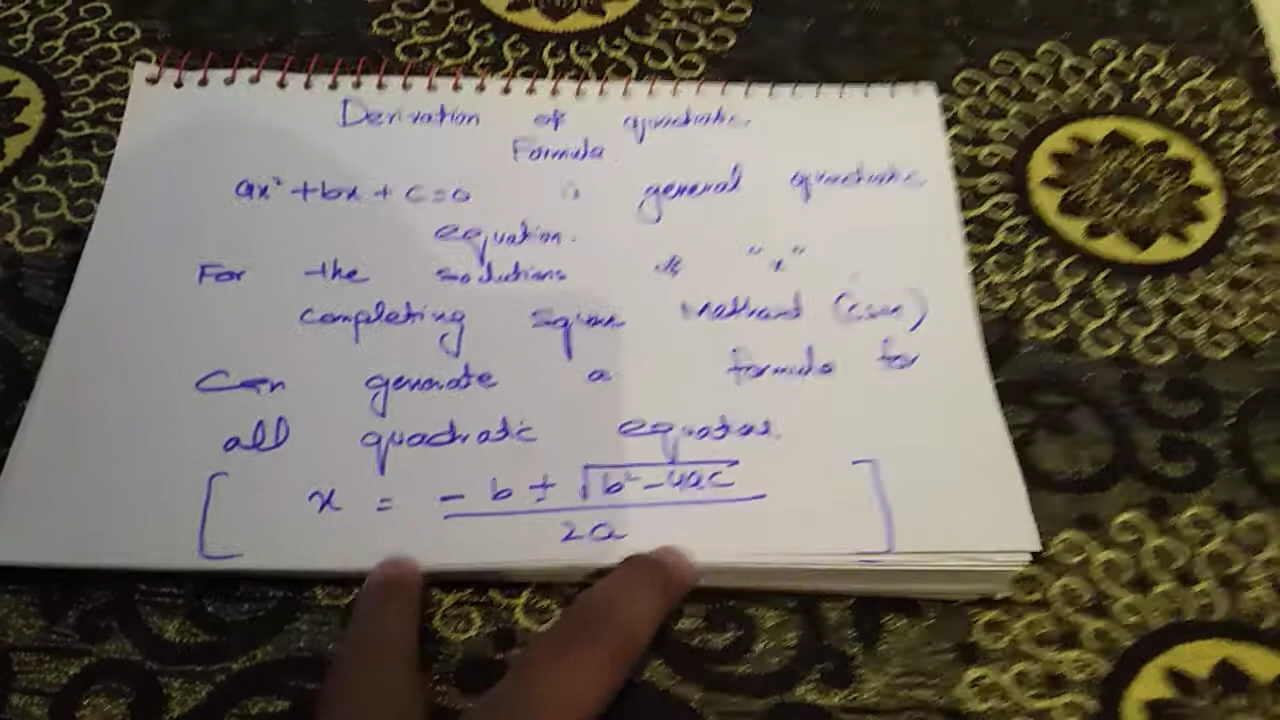 Derivation of quadratic
Formula
ax² + bx + c = 0 is general quadratic
equation.
For the solutions of "x"
completing square Method (csm)
Can generate a formula for
all quadratic equations.
[ x = -b ± √b² - 4ac / 2a ]